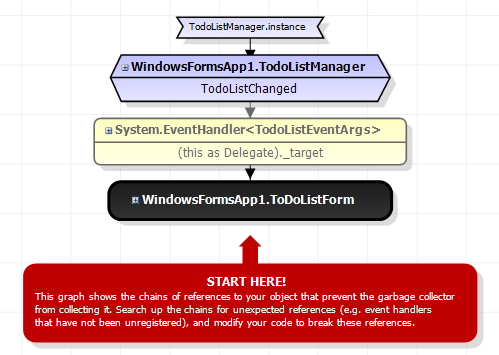 TodoListManager.instance
WindowsFormsApp1.TodoListManager
TodoListChanged
System.EventHandler<TodoListEventArgs>
(this as Delegate)._target
WindowsFormsApp1.ToDoListForm
START HERE!
This graph shows the chains of references to your object that prevent the garbage collector
from collecting it. Search up the chains for unexpected references (e.g. event handlers
that have not been unregistered), and modify your code to break these references.